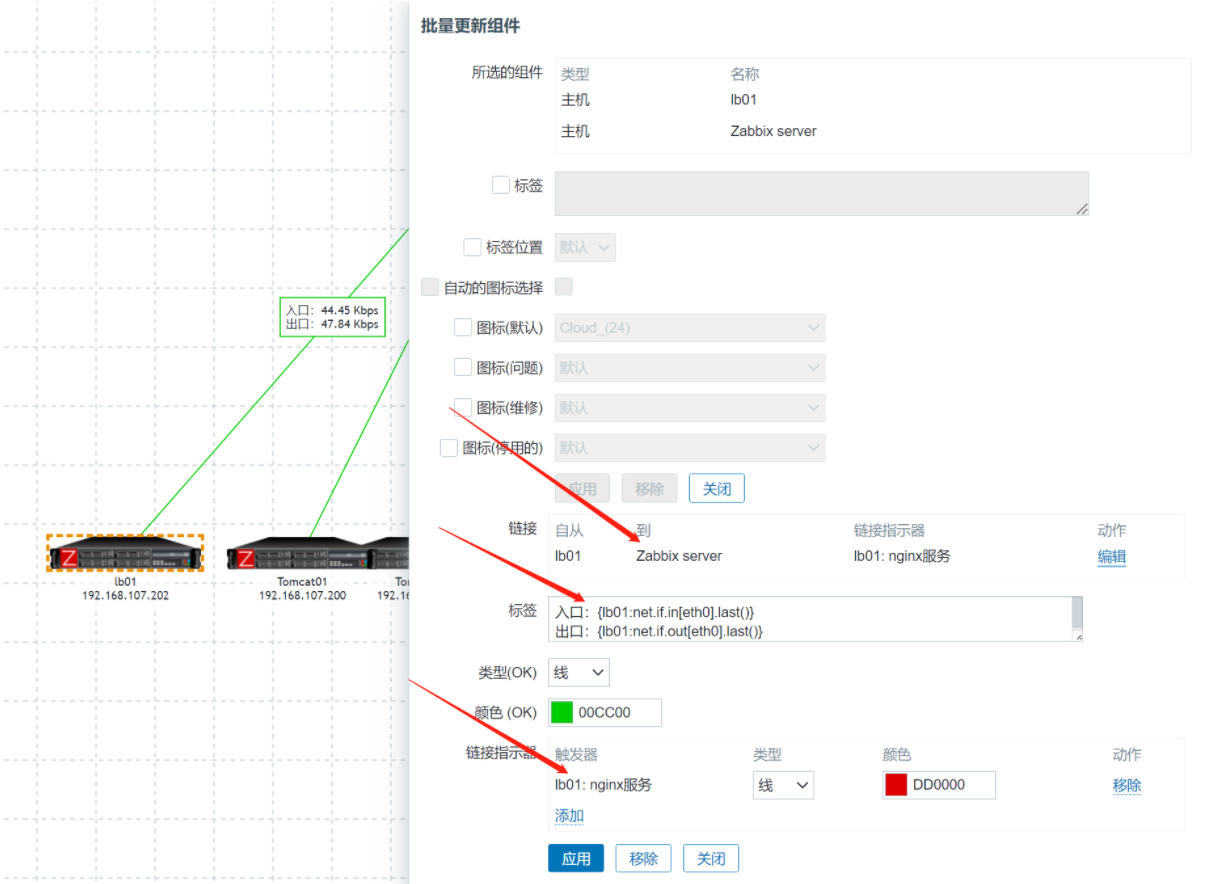 批量更新组件
所选的组件 类型 名称
主机 lb01
主机 Zabbix server
标签
标签位置 默认
自动的图标选择
图标(默认) Cloud_(24)
图标(问题) 默认
图标(维修) 默认
图标(停用的) 默认
应用 移除 关闭
链接 自从 到 链接指示器 动作
lb01 Zabbix server lb01: nginx服务 编辑
标签 入口: {lb01:net.if.in[eth0].last()}
出口: {lb01:net.if.out[eth0].last()}
类型(OK) 线
颜色 (OK) 00CC00
链接指示器 触发器 类型 颜色 动作
lb01: nginx服务 线 DD0000 移除
添加
应用 移除 关闭
入口: 44.45 Kbps
出口: 47.84 Kbps
Z
lb01
192.168.107.202
Z
Tomcat01
192.168.107.200